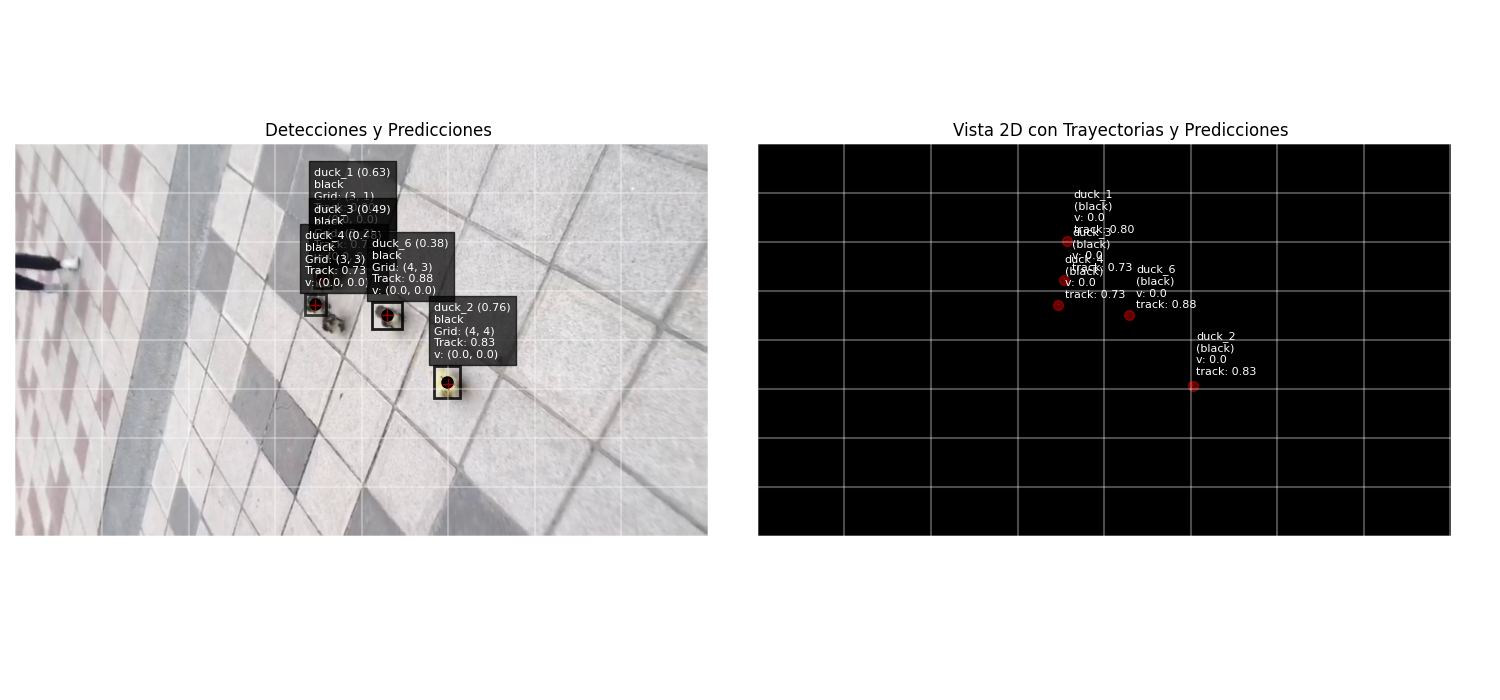 Detecciones y Predicciones
duck_1 (0.63)
black
Grid: (3, 1)
duck_3 (0.49)
black
duck_4 (0.48)
black
Grid: (3, 3)
Track: 0.73
v: (0.0, 0.0)
duck_6 (0.38)
black
Grid: (4, 3)
Track: 0.88
v: (0.0, 0.0)
duck_2 (0.76)
black
Grid: (4, 4)
Track: 0.83
v: (0.0, 0.0)
Vista 2D con Trayectorias y Predicciones
duck_1
(black)
v: 0.0
track: 0.80
duck_3
(black)
v: 0.0
track: 0.73
duck_4
(black)
v: 0.0
track: 0.73
duck_6
(black)
v: 0.0
track: 0.88
duck_2
(black)
v: 0.0
track: 0.83